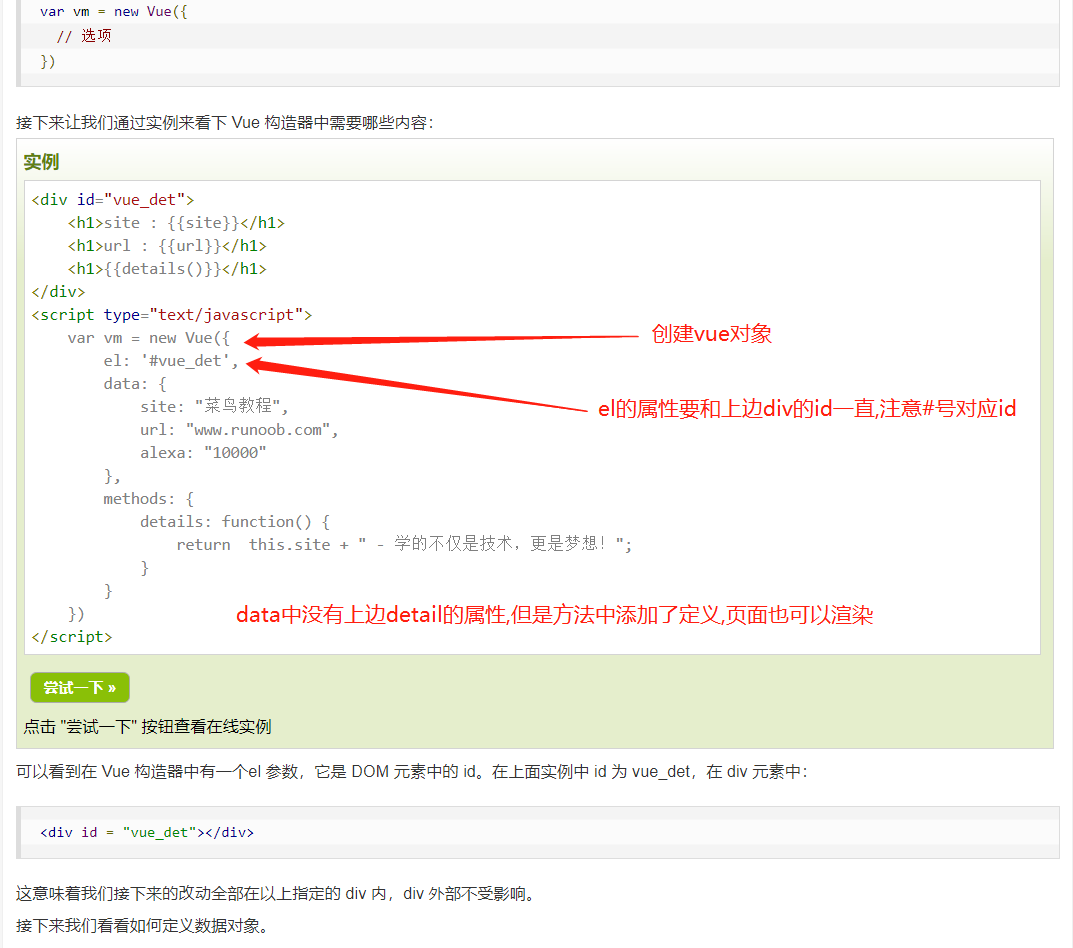 var vm = new Vue({
// 选项
})
接下来让我们通过实例来看下 Vue 构造器中需要哪些内容：
实例
<div id="vue_det">
<h1>site : {{site}}</h1>
<h1>url : {{url}}</h1>
<h1>{{details()}}</h1>
</div>
<script type="text/javascript">
var vm = new Vue({
创建vue对象
el: '#vue_det',
data: {
site: "菜鸟教程",
el的属性要和上边div的id一直,注意#号对应id
url: "www.runoob.com",
alexa: "10000"
},
methods: {
details: function() {
return  this.site + " - 学的不仅是技术，更是梦想！";
}
}
})
data中没有上边detail的属性,但是方法中添加了定义,页面也可以渲染
</script>
尝试一下 »
点击 "尝试一下" 按钮查看在线实例
可以看到在 Vue 构造器中有一个el 参数，它是 DOM 元素中的 id。在上面实例中 id 为 vue_det，在 div 元素中：
<div id = "vue_det"></div>
这意味着我们接下来的改动全部在以上指定的 div 内，div 外部不受影响。
接下来我们看看如何定义数据对象。